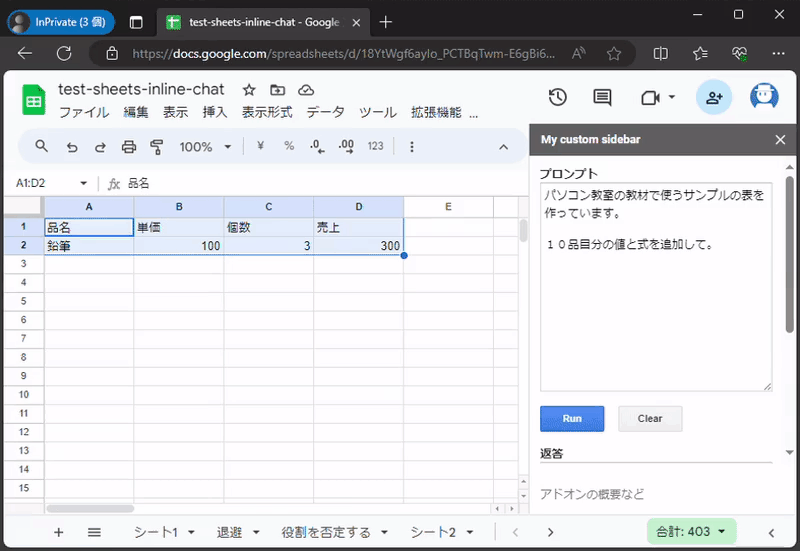 InPrivate (3 個)
test-sheets-inline-chat - Google
https://docs.google.com/spreadsheets/d/18YtWgf6aylo_PCTBqTwm-E6gBi6...
test-sheets-inline-chat
ファイル 編集 表示 挿入 表示形式 データ ツール 拡張機能 ...
100% ¥ % .0 .00 123
A1:D2 fx 品名
A B C D E
1 品名 単価 個数 売上
2 鉛筆 100 3 300
3
4
5
6
7
8
9
10
11
12
13
14
15
My custom sidebar
プロンプト
パソコン教室の教材で使うサンプルの表を
作っています。
１０品目分の値と式を追加して。
Run Clear
返答
アドオンの概要など
シート1 退避 役割を否定する シート2 合計: 403